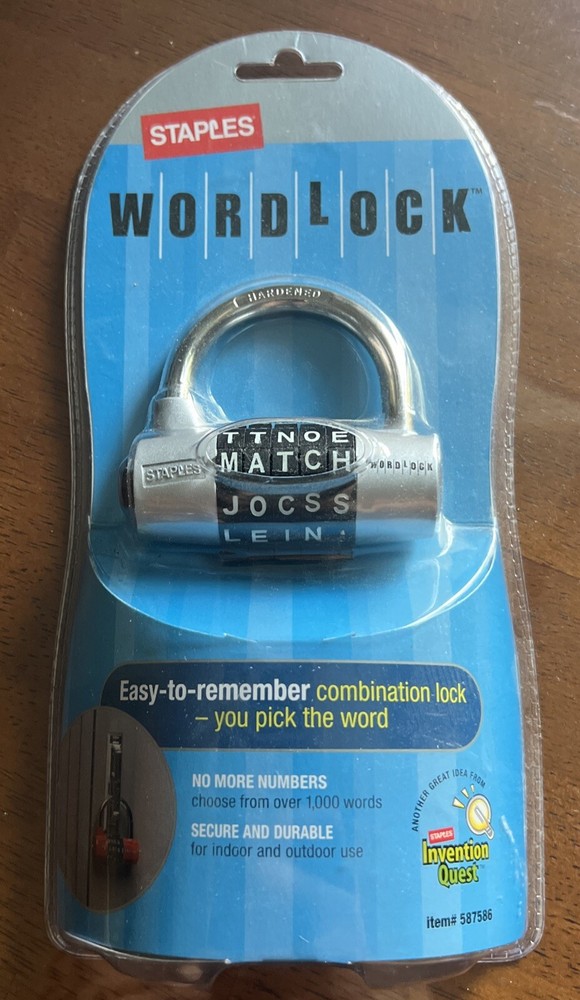 STAPLES
WORDLOCK™
HARDENED
TTNOE
STAPLES MATCH WORDLOCK
JOCSS
LEIN
Easy-to-remember combination lock
– you pick the word
NO MORE NUMBERS
choose from over 1,000 words
SECURE AND DURABLE
for indoor and outdoor use
ANOTHER GREAT IDEA FROM
STAPLES
Invention
Quest™
item# 587586